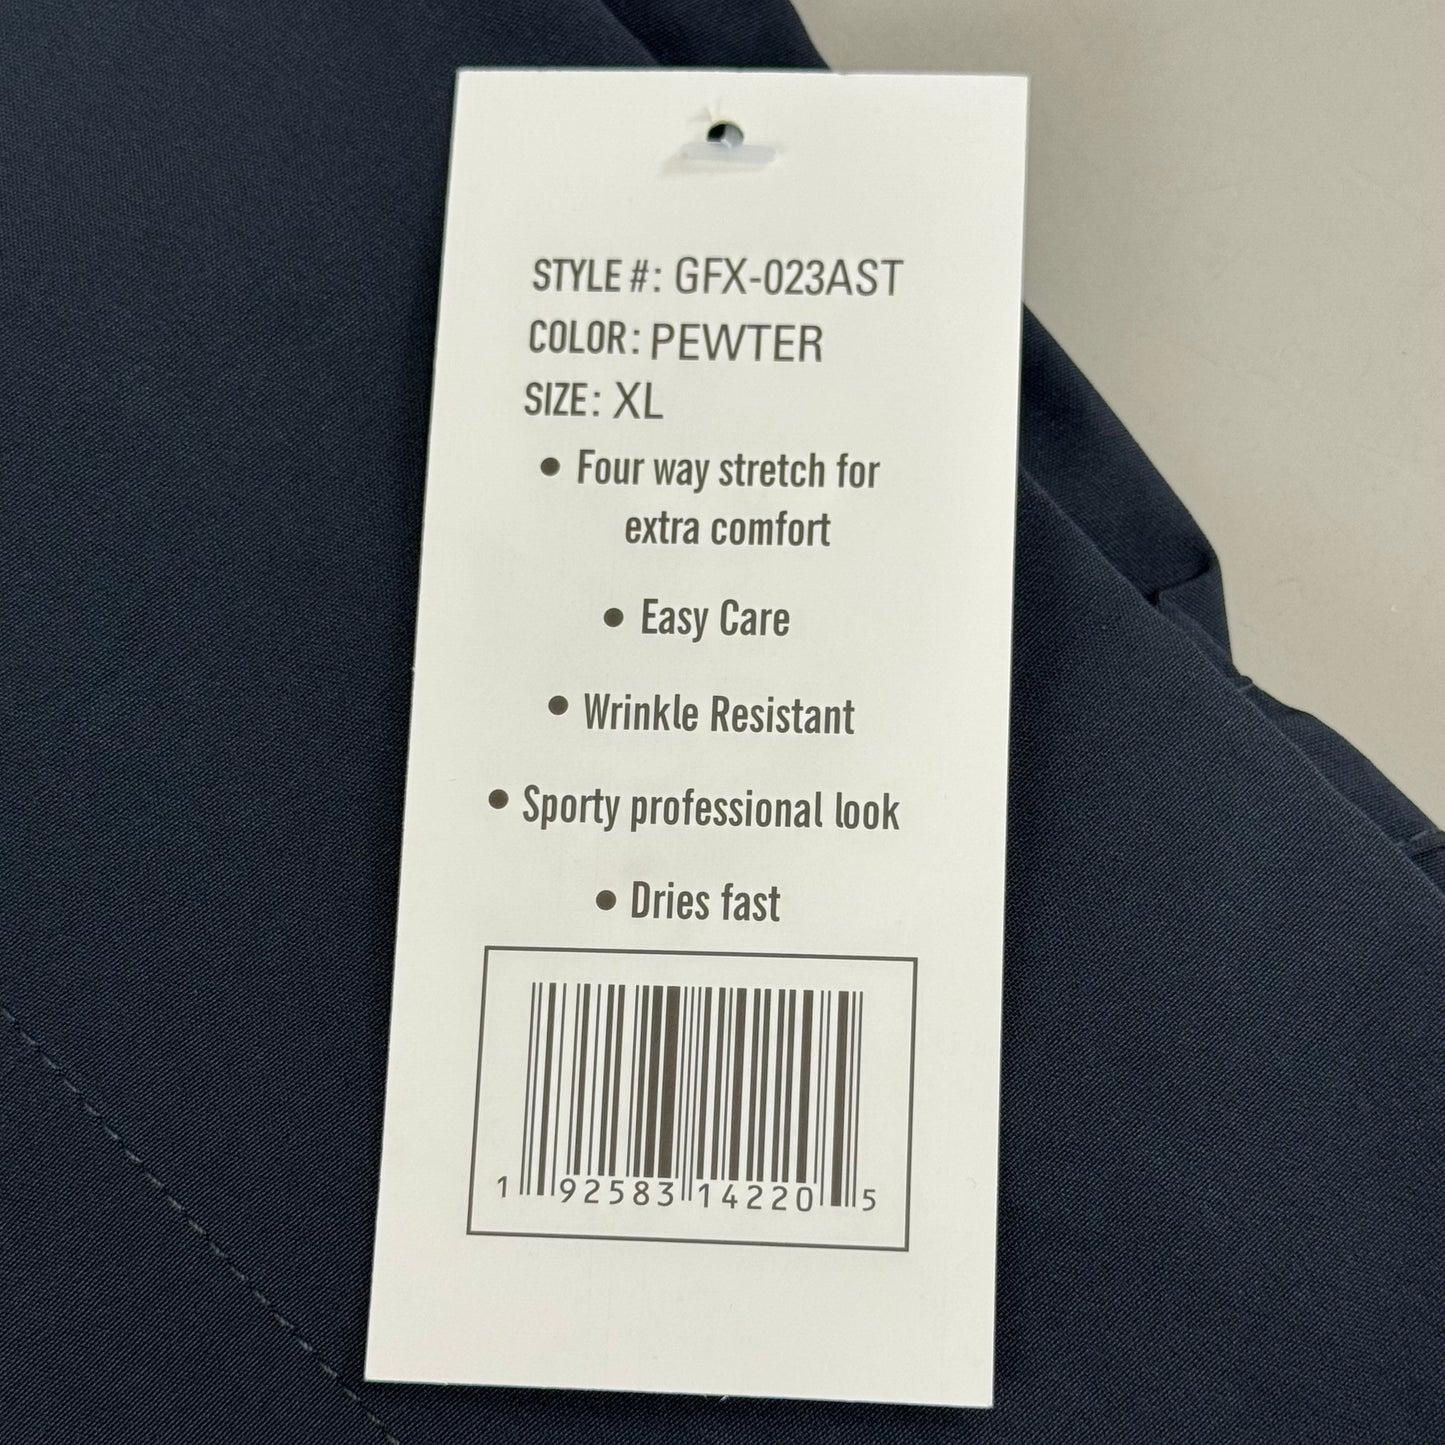 STYLE #: GFX-023AST
COLOR: PEWTER
SIZE: XL
• Four way stretch for
extra comfort
• Easy Care
• Wrinkle Resistant
• Sporty professional look
• Dries fast
1 92583 14220 5